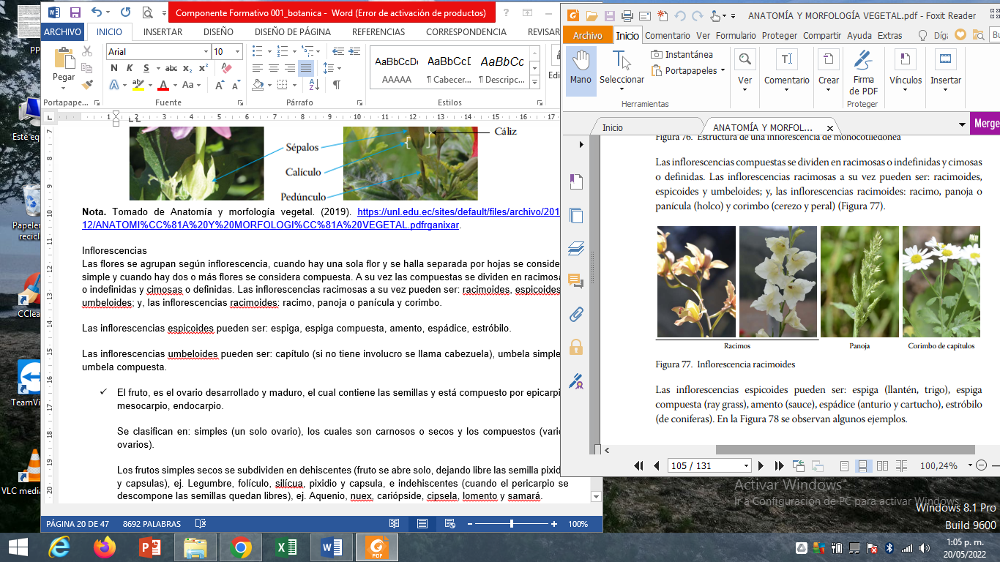 Componente Formativo 001_botanica - Word (Error de activación de productos)
ARCHIVO INICIO INSERTAR DISEÑO DISEÑO DE PÁGINA REFERENCIAS CORRESPONDENCIA REVISAR
Arial 10
Pegar
N K S abc x₂ x²
AaBbCcDc AaBbCcD AaBbCc
AAAAA ¶ Cabecer... ¶ Descripc...
Portapape... Fuente Párrafo Estilos
Sépalos
Cáliz
Calículo
Pedúnculo
Nota. Tomado de Anatomía y morfología vegetal. (2019). https://unl.edu.ec/sites/default/files/archivo/201
12/ANATOMI%CC%81A%20Y%20MORFOLOGI%CC%81A%20VEGETAL.pdfrganixar.
Inflorescencias
Las flores se agrupan según inflorescencia, cuando hay una sola flor y se halla separada por hojas se conside
simple y cuando hay dos o más flores se considera compuesta. A su vez las compuestas se dividen en racimosa
o indefinidas y cimosas o definidas. Las inflorescencias racimosas a su vez pueden ser: racimoides, espicoides
umbeloides; y, las inflorescencias racimoides: racimo, panoja o panícula y corimbo.
Las inflorescencias espicoides pueden ser: espiga, espiga compuesta, amento, espádice, estróbilo.
Las inflorescencias umbeloides pueden ser: capítulo (si no tiene involucro se llama cabezuela), umbela simple
umbela compuesta.
✓ El fruto, es el ovario desarrollado y maduro, el cual contiene las semillas y está compuesto por epicarpi
mesocarpio, endocarpio.
Se clasifican en: simples (un solo ovario), los cuales son carnosos o secos y los compuestos (vari
ovarios).
Los frutos simples secos se subdividen en dehiscentes (fruto se abre solo, dejando libre las semilla pixid
y capsulas), ej. Legumbre, folículo, silícua, pixidio y capsula, e indehiscentes (cuando el pericarpio se
descompone las semillas quedan libres), ej. Aquenio, nuex, cariópside, cipsela, lomento y samará.
PÁGINA 20 DE 47 8692 PALABRAS 100%
ANATOMÍA Y MORFOLOGÍA VEGETAL.pdf - Foxit Reader
Archivo Inicio Comentario Ver Formulario Proteger Compartir Ayuda Extras Díga
Mano Seleccionar
Instantánea
Portapapeles
Ver Comentario Crear Firma de PDF Vínculos Insertar
Herramientas Proteger
Inicio ANATOMÍA Y MORFOL... Merge
Figura 76. Estructura de una inflorescencia de monocotiledónea
Las inflorescencias compuestas se dividen en racimosas o indefinidas y cimosas
o definidas. Las inflorescencias racimosas a su vez pueden ser: racimoides,
espicoides y umbeloides; y, las inflorescencias racimoides: racimo, panoja o
panícula (holco) y corimbo (cerezo y peral) (Figura 77).
Racimos Panoja Corimbo de capítulos
Figura 77. Inflorescencia racimoides
Las inflorescencias espicoides pueden ser: espiga (llantén, trigo), espiga
compuesta (ray grass), amento (sauce), espádice (anturio y cartucho), estróbilo
(de coniferas). En la Figura 78 se observan algunos ejemplos.
105 / 131 100,24%
Activar Windows
Ir a Configuración de PC para activar Windows.
Windows 8.1 Pro
Build 9600
Este eq
Papeler
recicl
CClea
TeamVi
VLC medi
1:05 p. m.
20/05/2022